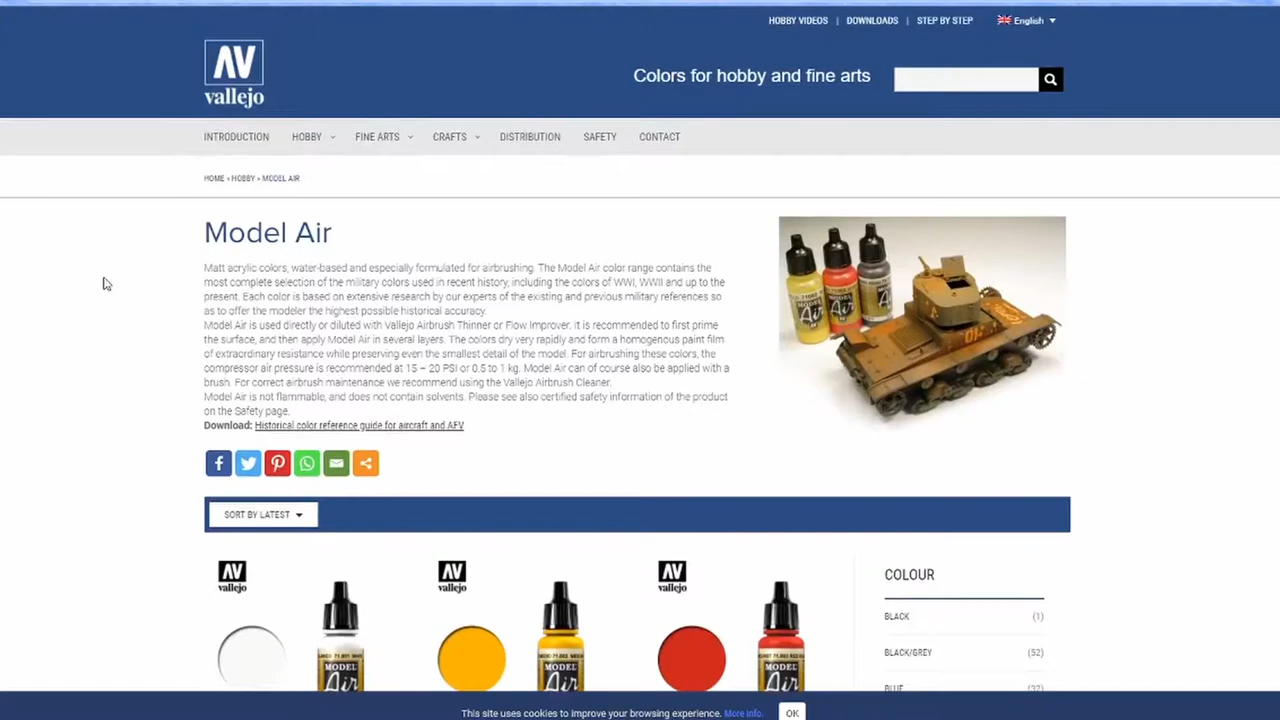 HOBBY VIDEOS | DOWNLOADS | STEP BY STEP English
AV
vallejo
Colors for hobby and fine arts
INTRODUCTION HOBBY FINE ARTS CRAFTS DISTRIBUTION SAFETY CONTACT
HOME » HOBBY » MODEL AIR
Model Air
Matt acrylic colors, water-based and especially formulated for airbrushing. The Model Air color range contains the
most complete selection of the military colors used in recent history, including the colors of WWI, WWII and up to the
present. Each color is based on extensive research by our experts of the existing and previous military references so
as to offer the modeler the highest possible historical accuracy.
Model Air is used directly or diluted with Vallejo Airbrush Thinner or Flow Improver. It is recommended to first prime
the surface, and then apply Model Air in several layers. The colors dry very rapidly and form a homogenous paint film
of extraordinary resistance while preserving even the smallest detail of the model. For airbrushing these colors, the
compressor air pressure is recommended at 15 – 20 PSI or 0.5 to 1 kg. Model Air can of course also be applied with a
brush. For correct airbrush maintenance we recommend using the Vallejo Airbrush Cleaner.
Model Air is not flammable, and does not contain solvents. Please see also certified safety information of the product
on the Safety page.
Download: Historical color reference guide for aircraft and AFV
Air Air Air
SORT BY LATEST
AV AV AV
vallejo vallejo vallejo
COLOUR
BLACK (1)
BLACK/GREY (52)
BLUE (32)
MODEL MODEL MODEL
Air Air Air
This site uses cookies to improve your browsing experience. More info. OK